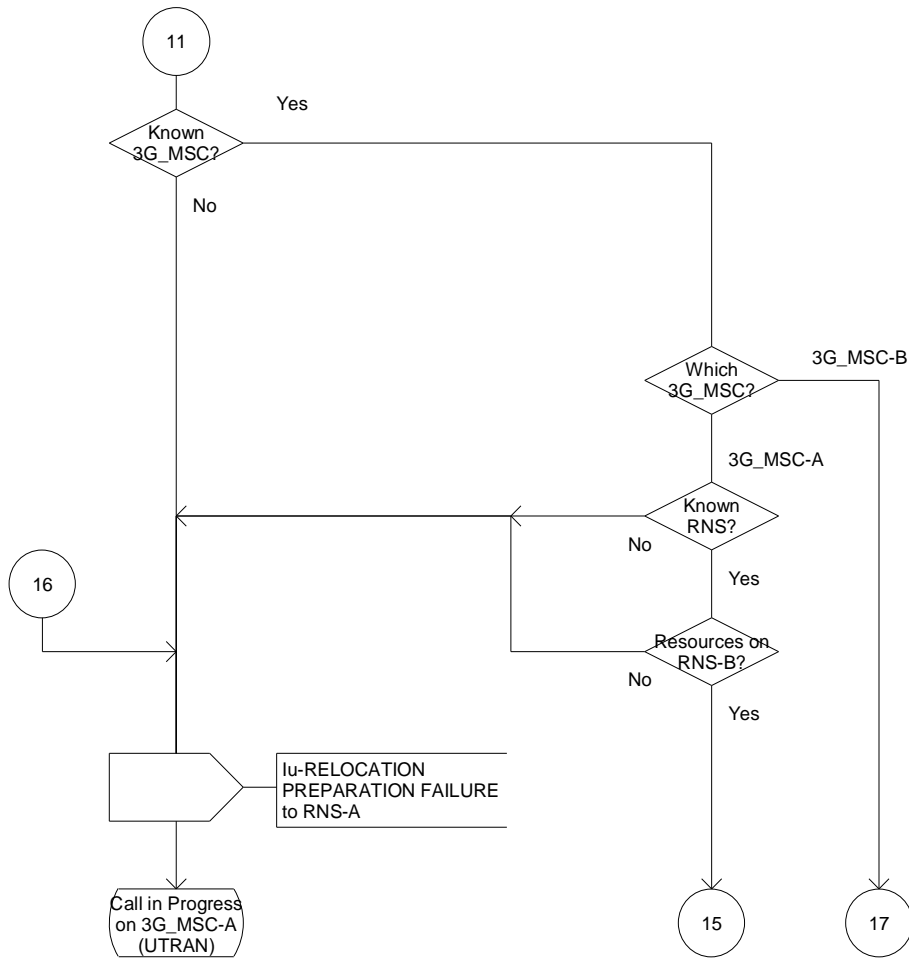 11
Yes
Known
3G_MSC?
No
3G_MSC-B
Which
3G_MSC?
3G_MSC-A
Known
RNS?
No
Yes
16
Resources on
RNS-B?
No
Yes
Iu-RELOCATION
PREPARATION FAILURE
to RNS-A
Call in Progress
on 3G_MSC-A
(UTRAN)
15
17